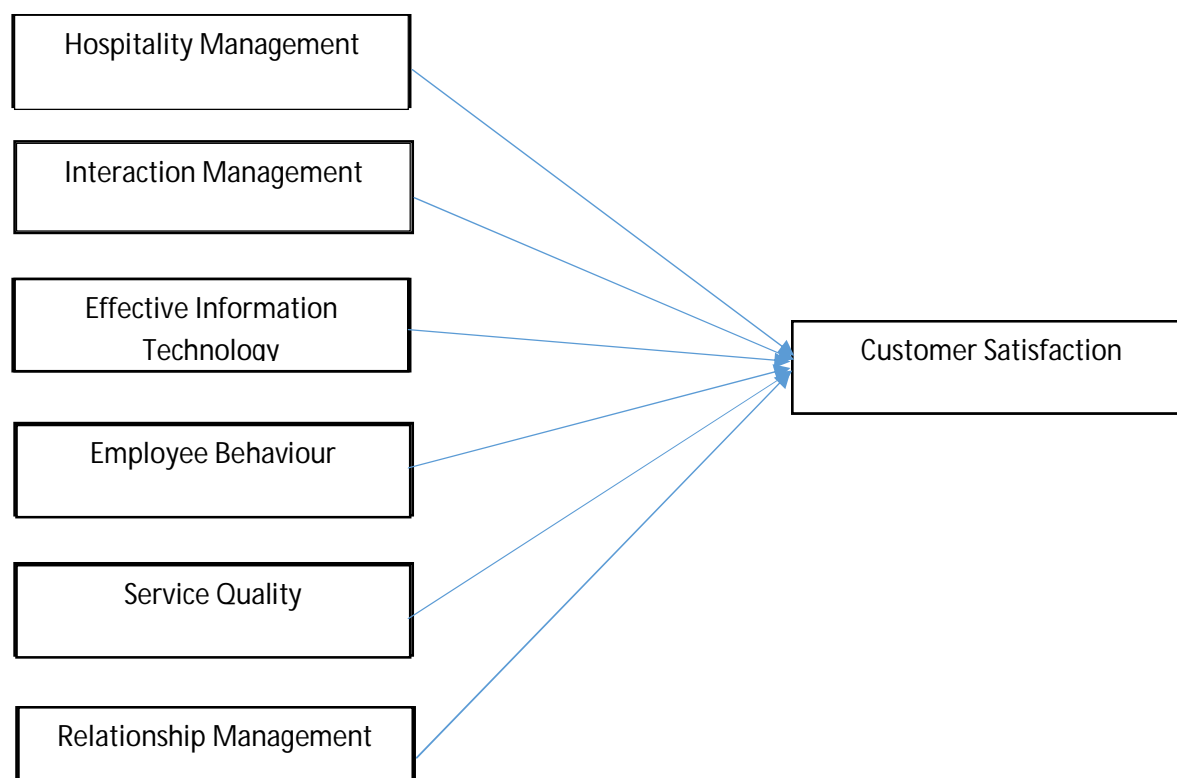 Hospitality Management
Interaction Management
Effective Information
Technology
Customer Satisfaction
Employee Behaviour
Service Quality
Relationship Management